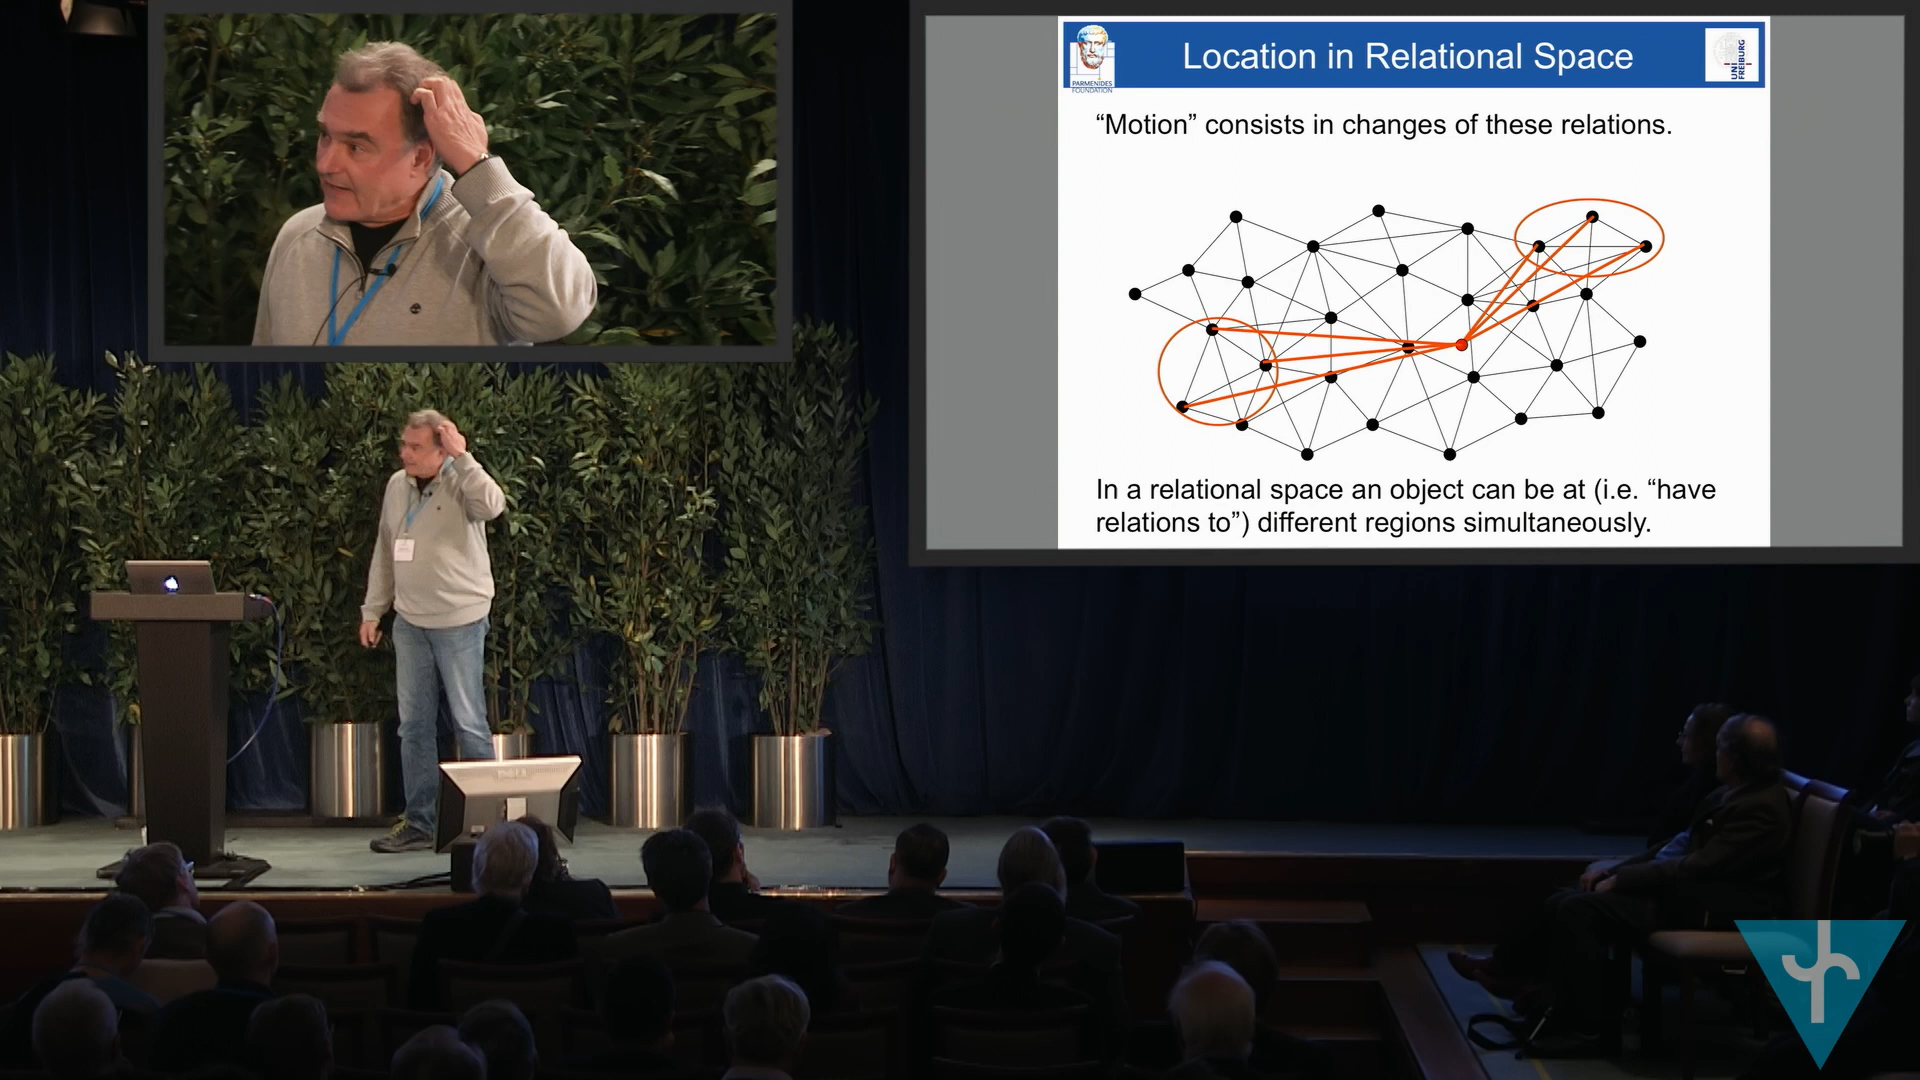 Location in Relational Space
PARMENIDES
FOUNDATION
UNI
FREIBURG
“Motion” consists in changes of these relations.
In a relational space an object can be at (i.e. “have
relations to”) different regions simultaneously.
DELL